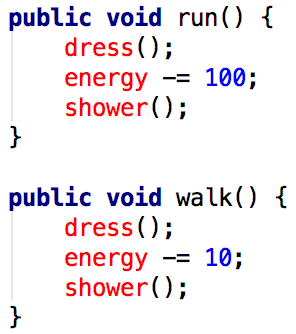 public void run() {
    dress();
    energy -= 100;
    shower();
}

public void walk() {
    dress();
    energy -= 10;
    shower();
}